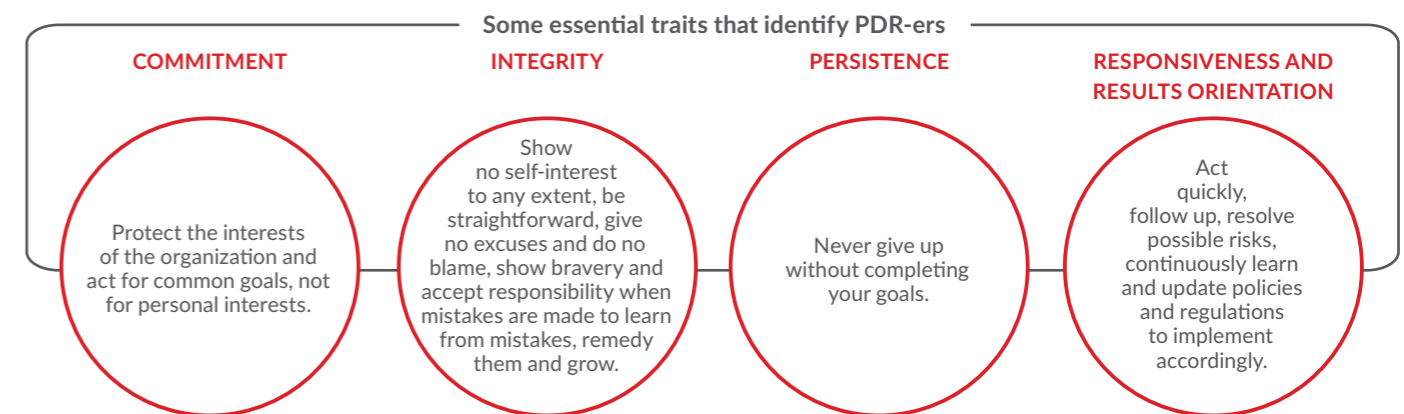 Some essential traits that identify PDR-ers
COMMITMENT
Protect the interests
of the organization and
act for common goals, not
for personal interests.
INTEGRITY
Show
no self-interest
to any extent, be
straightforward, give
no excuses and do no
blame, show bravery and
accept responsibility when
mistakes are made to learn
from mistakes, remedy
them and grow.
PERSISTENCE
Never give up
without completing
your goals.
RESPONSIVENESS AND
RESULTS ORIENTATION
Act
quickly,
follow up, resolve
possible risks,
continuously learn
and update policies
and regulations
to implement
accordingly.